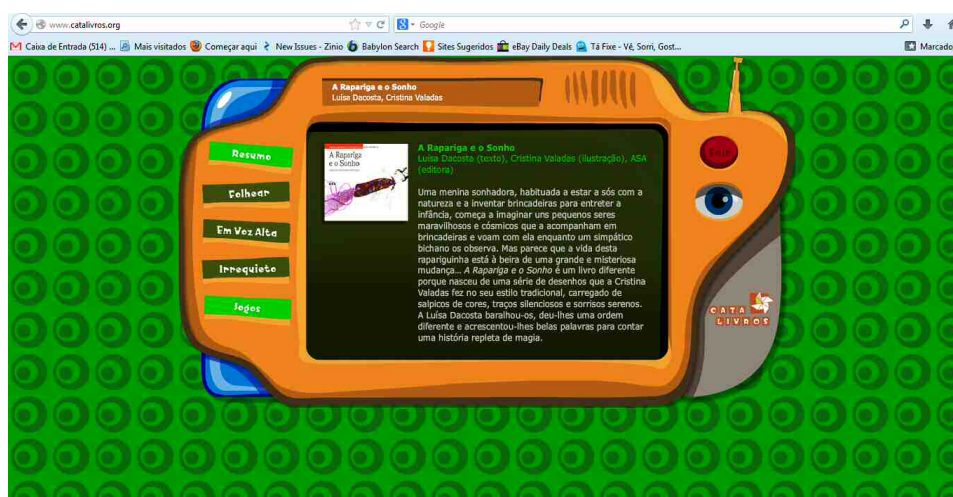 www.catalivros.org
Google
Caixa de Entrada (514) ... Mais visitados Começar aqui New Issues - Zinio Babylon Search Sites Sugeridos eBay Daily Deals Tá Fixe - Vê, Sorri, Gost... Marcado
A Rapariga e o Sonho
Luísa Dacosta, Cristina Valadas
Resumo
Folhear
Em Voz Alta
Irrequieto
Jogos
A Rapariga
e o Sonho
A Rapariga e o Sonho
Luísa Dacosta (texto), Cristina Valadas (ilustração), ASA
(editora)
Uma menina sonhadora, habituada a estar a sós com a
natureza e a inventar brincadeiras para entreter a
infância, começa a imaginar uns pequenos seres
maravilhosos e cósmicos que a acompanham em
brincadeiras e voam com ela enquanto um simpático
bichano os observa. Mas parece que a vida desta
rapariguinha está à beira de uma grande e misteriosa
mudança... A Rapariga e o Sonho é um livro diferente
porque nasceu de uma série de desenhos que a Cristina
Valadas fez no seu estilo tradicional, carregado de
salpicos de cores, traços silenciosos e sorrisos serenos.
A Luísa Dacosta baralhou-os, deu-lhes uma ordem
diferente e acrescentou-lhes belas palavras para contar
uma história repleta de magia.
Sair
CATA
LIVROS